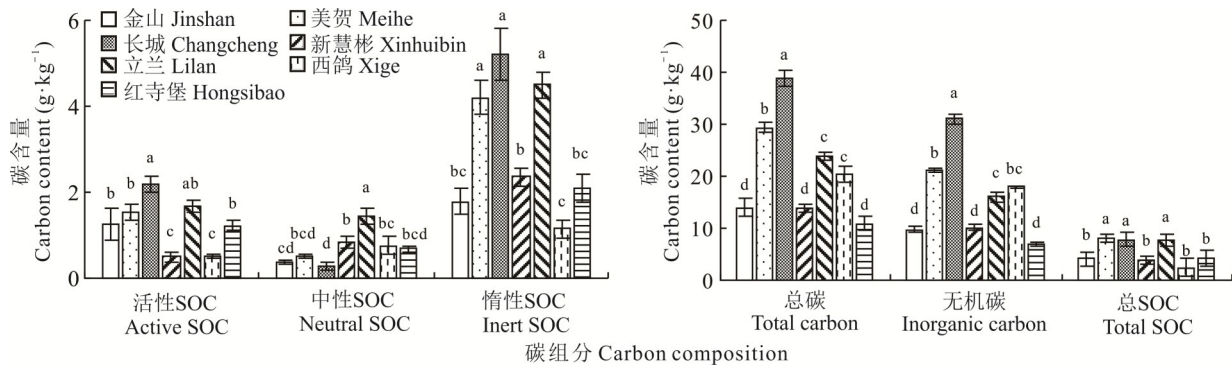 6
4
2
0
碳含量
Carbon content (g·kg⁻¹)
金山 Jinshan
美贺 Meihe
长城 Changcheng
新慧彬 Xinhuibin
立兰 Lilan
西鸽 Xige
红寺堡 Hongsibao
b b a c ab c b
cd bcd d b a bc bcd
bc a a b a c bc
活性SOC
Active SOC
中性SOC
Neutral SOC
惰性SOC
Inert SOC
50
40
30
20
10
0
碳含量
Carbon content (g·kg⁻¹)
d b a d c c d
d b a d c bc d
b a a b a b b
总碳
Total carbon
无机碳
Inorganic carbon
总SOC
Total SOC
碳组分 Carbon composition